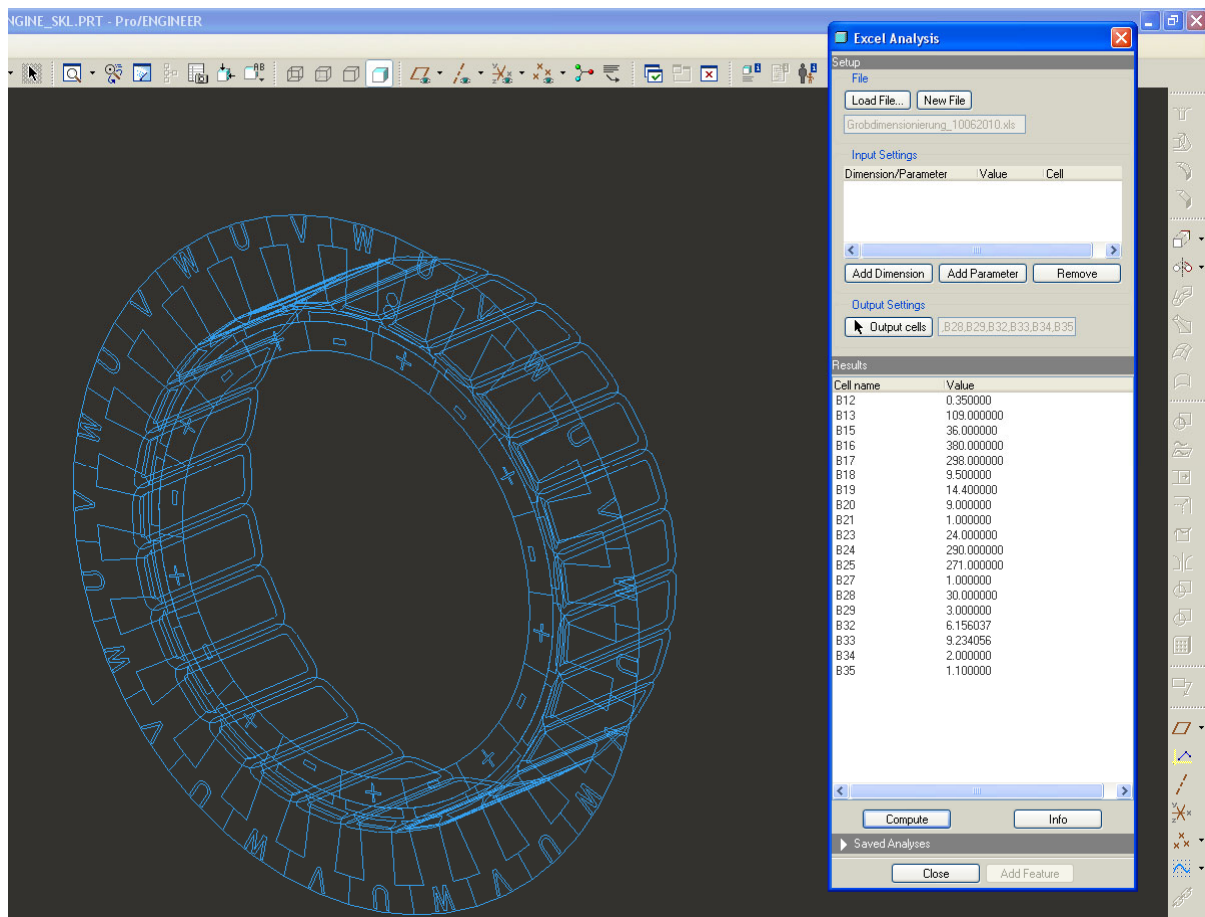 NGINE_SKL.PRT - Pro/ENGINEER
Excel Analysis
Setup
File
Load File...
New File
Grobdimensionierung_10062010.xls
Input Settings
Dimension/Parameter Value Cell
Add Dimension Add Parameter Remove
Output Settings
Output cells ,B28,B29,B32,B33,B34,B35
Results
Cell name Value
B12 0.350000
B13 109.000000
B15 36.000000
B16 380.000000
B17 298.000000
B18 9.500000
B19 14.400000
B20 9.000000
B21 1.000000
B23 24.000000
B24 290.000000
B25 271.000000
B27 1.000000
B28 30.000000
B29 3.000000
B32 6.156037
B33 9.234056
B34 2.000000
B35 1.100000
Compute Info
Saved Analyses
Close Add Feature